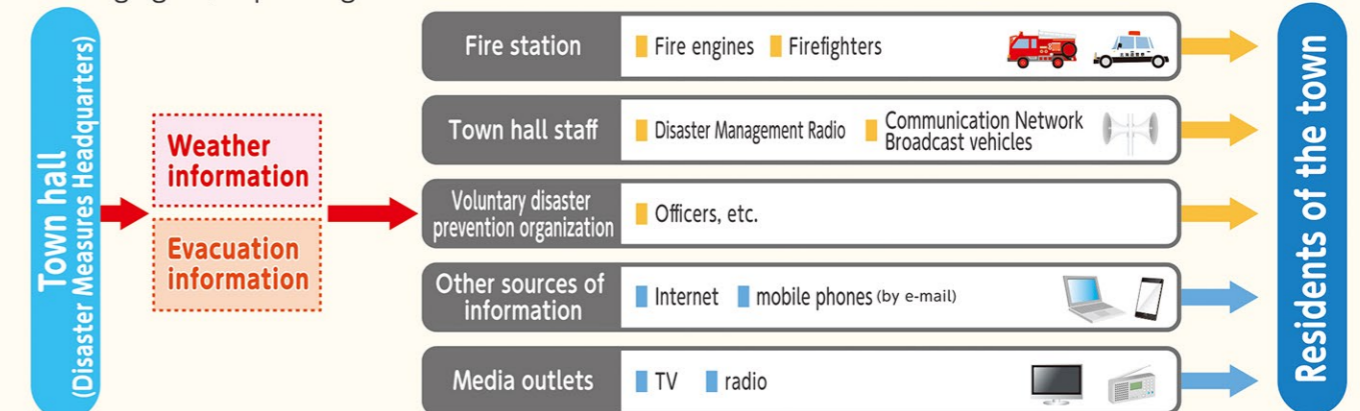 Town hall
(Disaster Measures Headquarters)
Weather
information
Evacuation
information
Fire station
Fire engines Firefighters
Town hall staff
Disaster Management Radio
Communication Network
Broadcast vehicles
Voluntary disaster
prevention organization
Officers, etc.
Other sources of
information
Internet mobile phones (by e-mail)
Media outlets
TV radio
Residents of the town